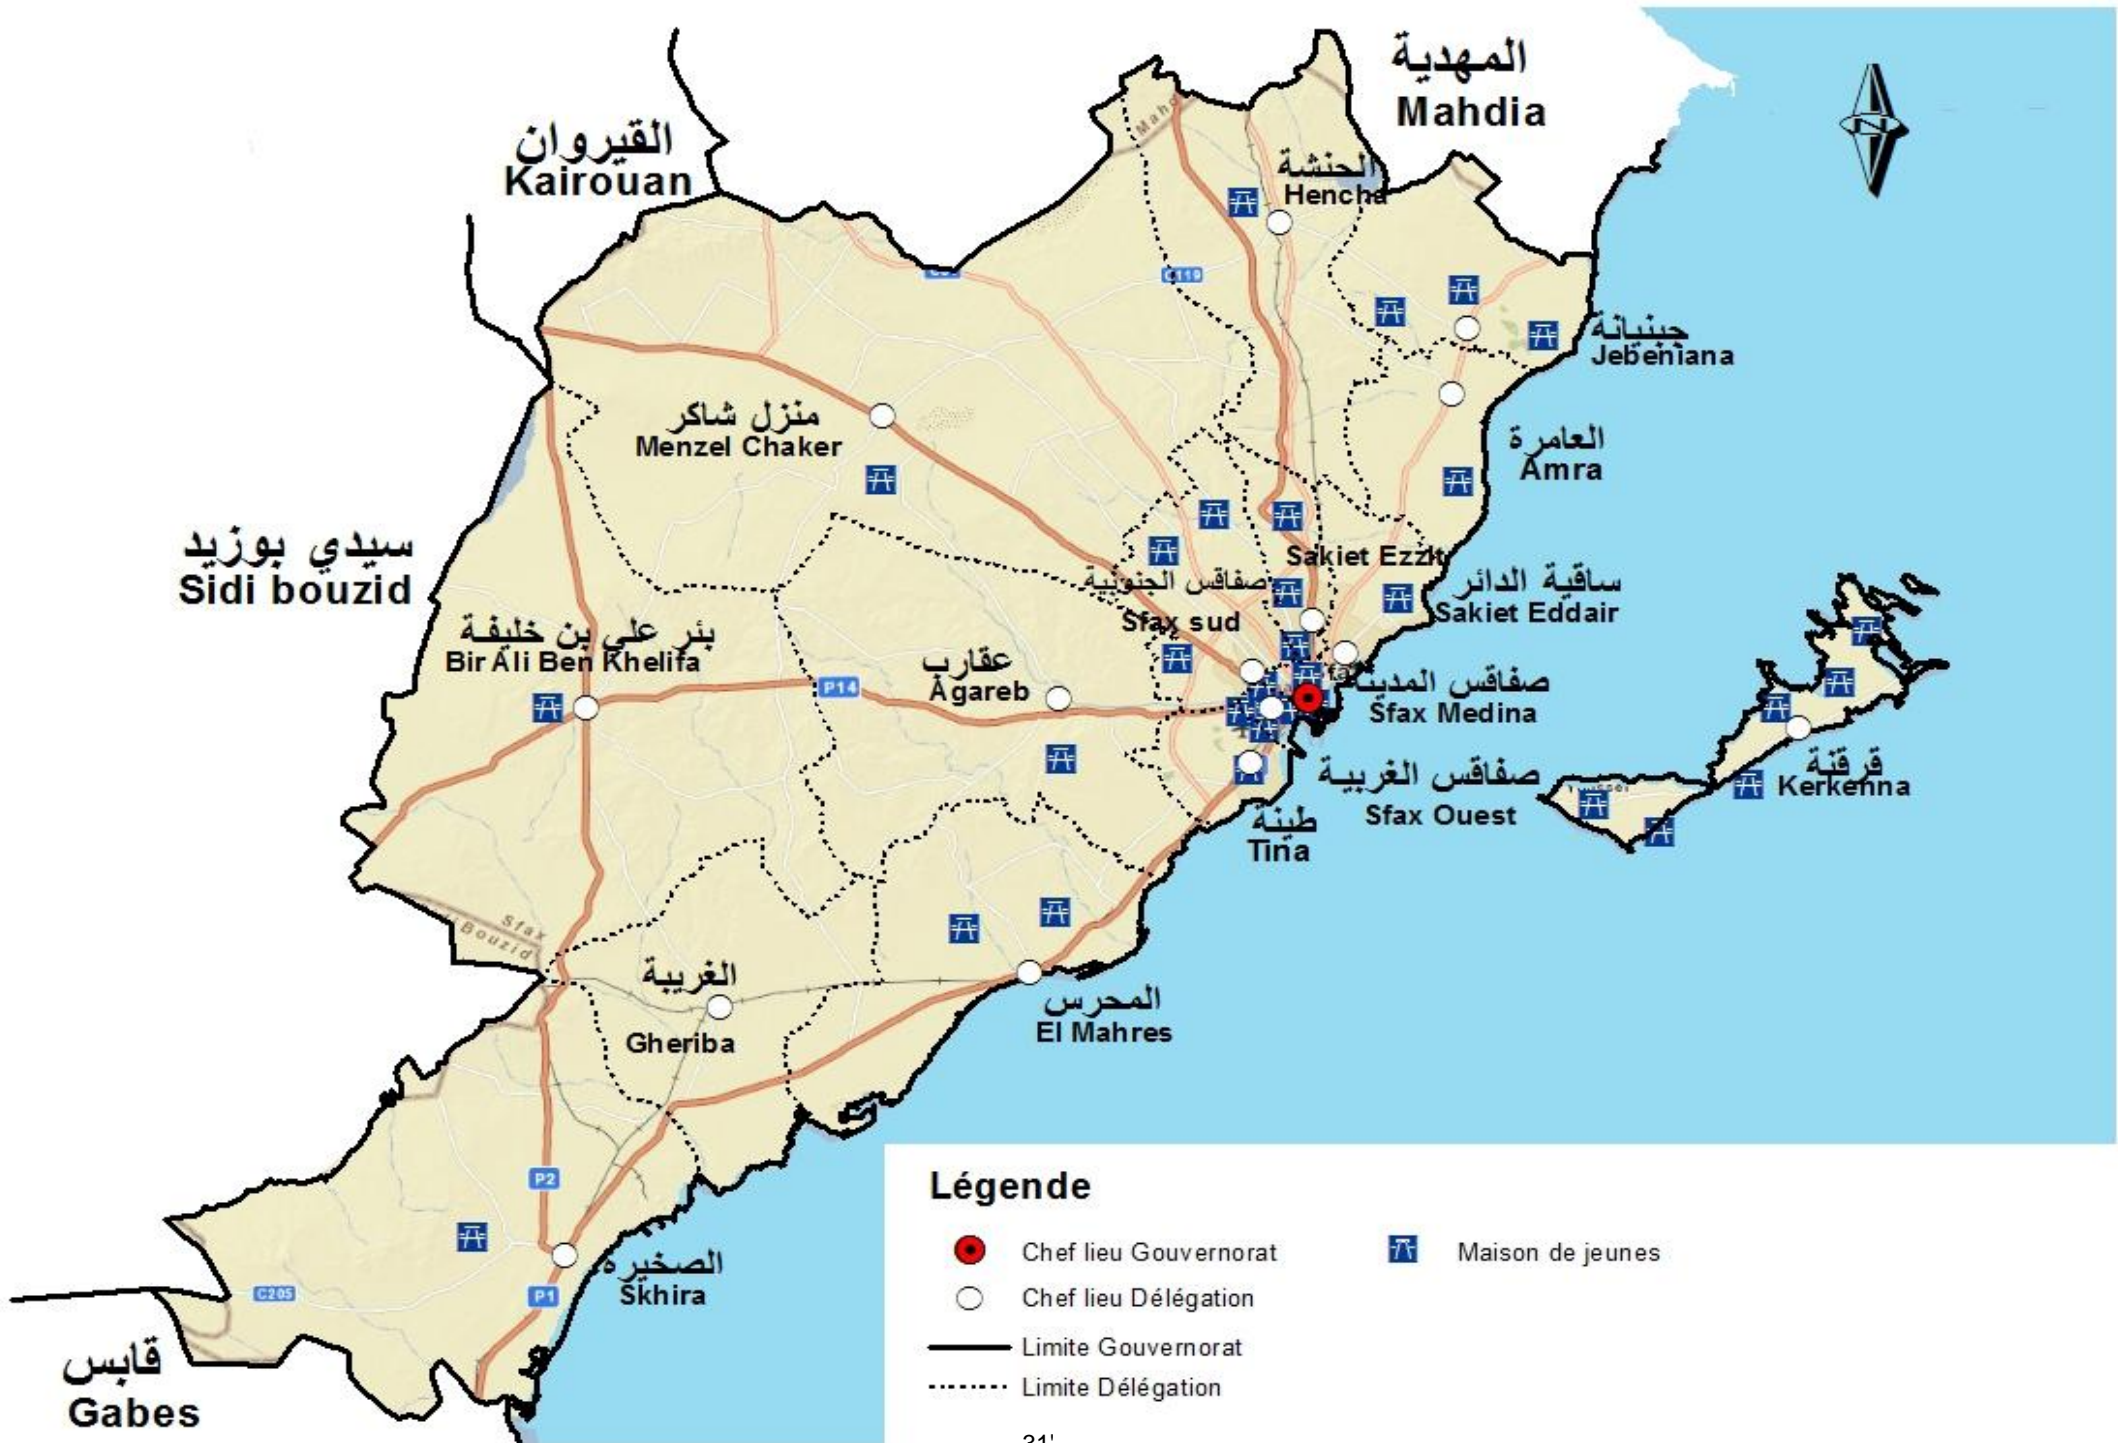 المهدية
Mahdia
القيروان
Kairouan
الحنشة
Hencha
C119
جبنيانة
Jebeniana
منزل شاكر
Menzel Chaker
العامرة
Amra
سيدي بوزيد
Sidi bouzid
Sakiet Ezzit
صفاقس الجنوبية
Sfax sud
ساقية الدائر
Sakiet Eddair
بئر علي بن خليفة
Bir Ali Ben Khelifa
عقارب
Agareb
P14
صفاقس المدينة
Sfax Medina
صفاقس الغربية
Sfax Ouest
قرقنة
Kerkenna
طينة
Tina
Sfax
Bouzid
الغريبة
Gheriba
المحرس
El Mahres
P2
الصخيرة
Skhira
C205
P1
قابس
Gabes
Légende
Chef lieu Gouvernorat
Maison de jeunes
Chef lieu Délégation
Limite Gouvernorat
Limite Délégation